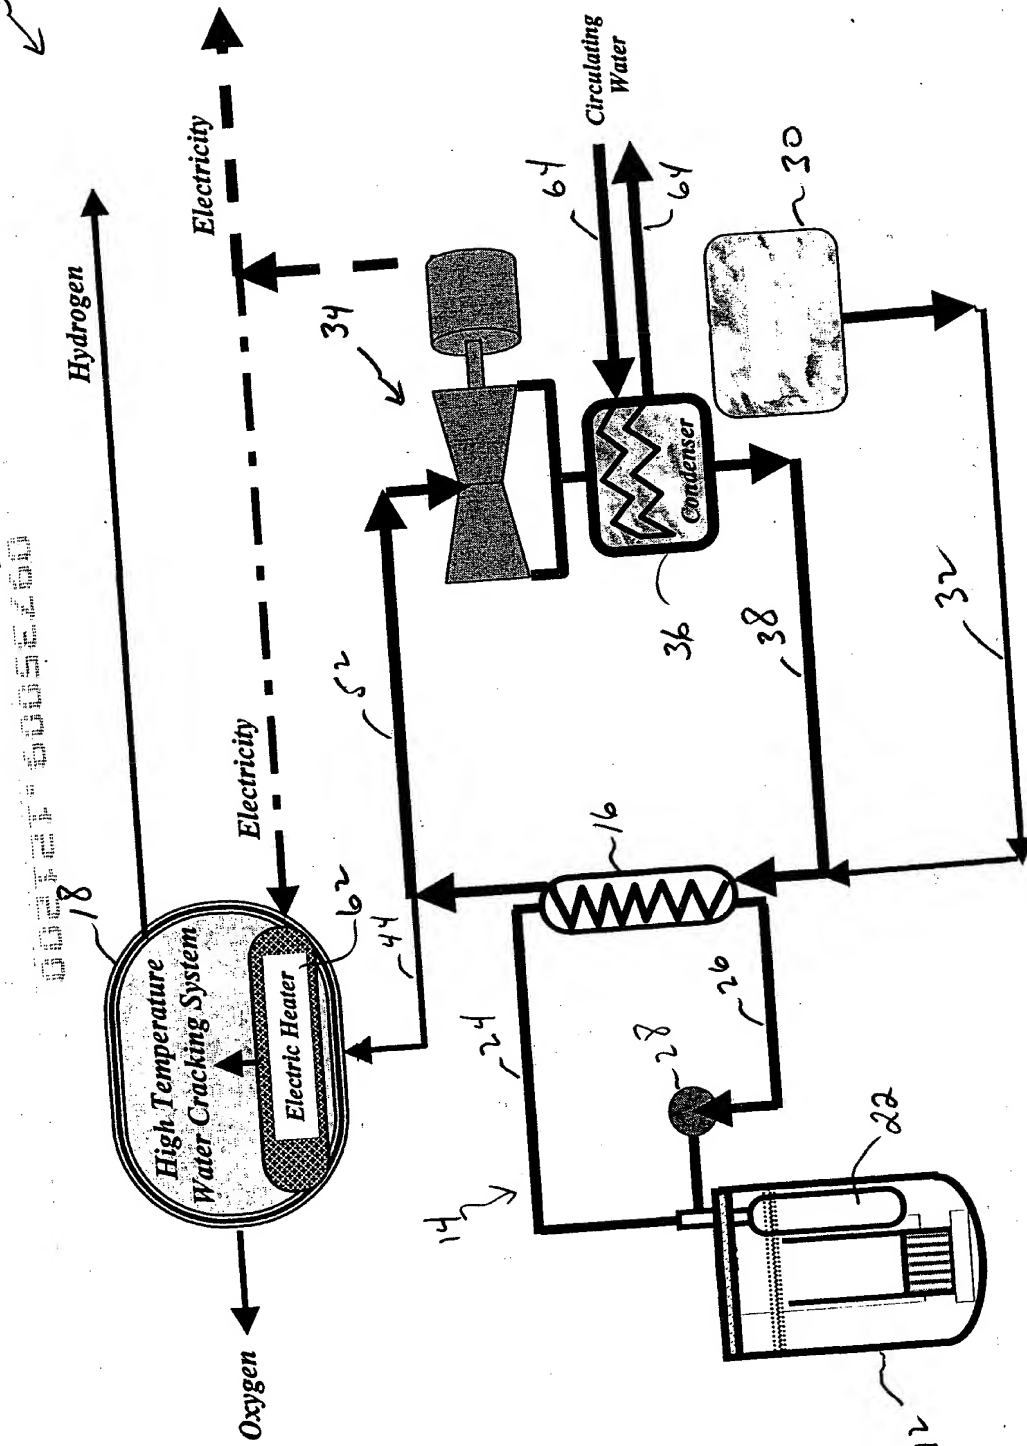 Hydrogen
18
High Temperature
Water Cracking System
Electricity
Electricity
Oxygen
Electric Heater
62
44
52
34
14
24
16
Circulating
Water
64
64
Condenser
36
28
26
38
30
22
32
12